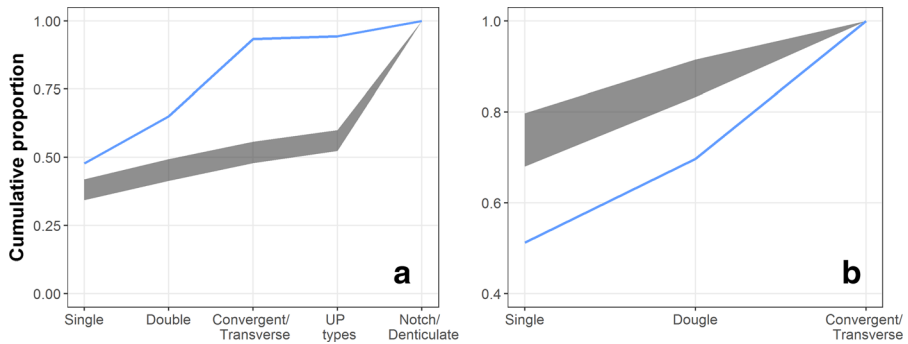 Cumulative proportion
1.00
0.75
0.50
0.25
0.00
a
Single
Double
Convergent/
Transverse
UP
types
Notch/
Denticulate
1.0
0.8
0.6
0.4
b
Single
Dougle
Convergent/
Transverse